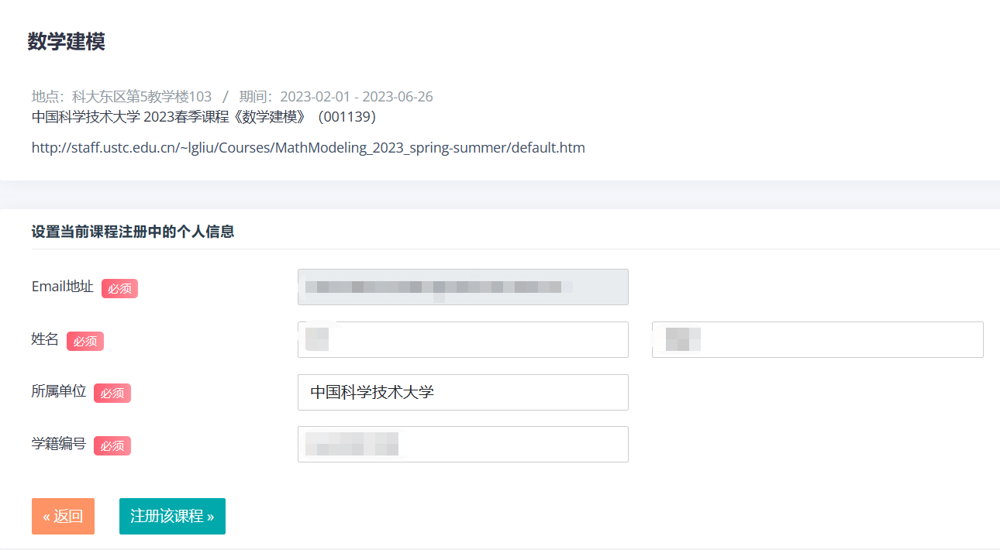 数学建模
地点：科大东区第5教学楼103 / 期间：2023-02-01 - 2023-06-26
中国科学技术大学 2023春季课程《数学建模》（001139）
http://staff.ustc.edu.cn/~lgliu/Courses/MathModeling_2023_spring-summer/default.htm
设置当前课程注册中的个人信息
Email地址 必须
姓名 必须
所属单位 必须 中国科学技术大学
学籍编号 必须
« 返回 注册该课程 »